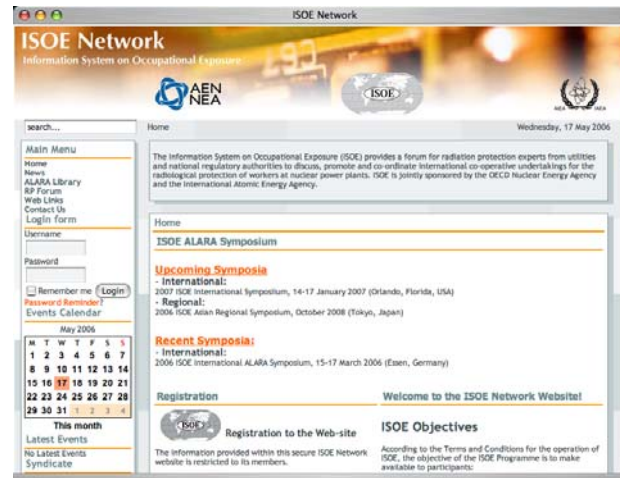 ISOE Network
ISOE Network
Information System on Occupational Exposure
AEN
NEA
ISOE
NEA
IAEA
search...
Home
Wednesday, 17 May 2006
Main Menu
Home
News
ALARA Library
RP Forum
Web Links
Contact Us
Login form
Username
Password
Remember me
Login
Password Reminder?
Events Calendar
May 2006
M T W T F S S
1 2 3 4 5 6 7
8 9 10 11 12 13 14
15 16 17 18 19 20 21
22 23 24 25 26 27 28
29 30 31 1 2 3 4
This month
Latest Events
No Latest Events
Syndicate
The Information System on Occupational Exposure (ISOE) provides a forum for radiation protection experts from utilities
and national regulatory authorities to discuss, promote and co-ordinate international co-operative undertakings for the
radiological protection of workers at nuclear power plants. ISOE is jointly sponsored by the OECD Nuclear Energy Agency
and the International Atomic Energy Agency.
Home
ISOE ALARA Symposium
Upcoming Symposia
- International:
2007 ISOE International Symposium, 14-17 January 2007 (Orlando, Florida, USA)
- Regional:
2006 ISOE Asian Regional Symposium, October 2008 (Tokyo, Japan)
Recent Symposia:
- International:
2006 ISOE International ALARA Symposium, 15-17 March 2006 (Essen, Germany)
Registration
ISOE
Registration to the Web-site
The information provided within this secure ISOE Network
website is restricted to its members.
Welcome to the ISOE Network Website!
ISOE Objectives
According to the Terms and Conditions for the operation of
ISOE, the objective of the ISOE Programme is to make
available to participants: